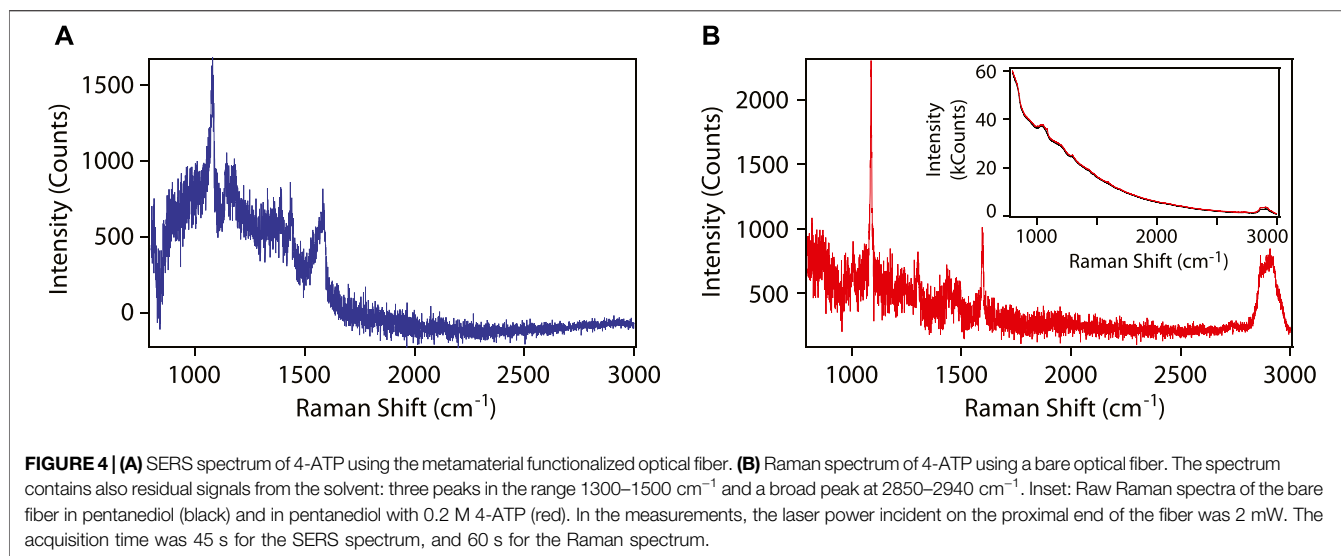 A
B
1500
1000
500
0
Intensity (Counts)
1000
1500
2000
2500
3000
Raman Shift (cm⁻¹)
2000
1500
1000
500
Intensity (Counts)
1000
1500
2000
2500
3000
Raman Shift (cm⁻¹)
60
40
20
0
Intensity
(kCounts)
1000
2000
3000
Raman Shift (cm⁻¹)
FIGURE 4 | (A) SERS spectrum of 4-ATP using the metamaterial functionalized optical fiber. (B) Raman spectrum of 4-ATP using a bare optical fiber. The spectrum
contains also residual signals from the solvent: three peaks in the range 1300–1500 cm⁻¹ and a broad peak at 2850–2940 cm⁻¹. Inset: Raw Raman spectra of the bare
fiber in pentanediol (black) and in pentanediol with 0.2 M 4-ATP (red). In the measurements, the laser power incident on the proximal end of the fiber was 2 mW. The
acquisition time was 45 s for the SERS spectrum, and 60 s for the Raman spectrum.